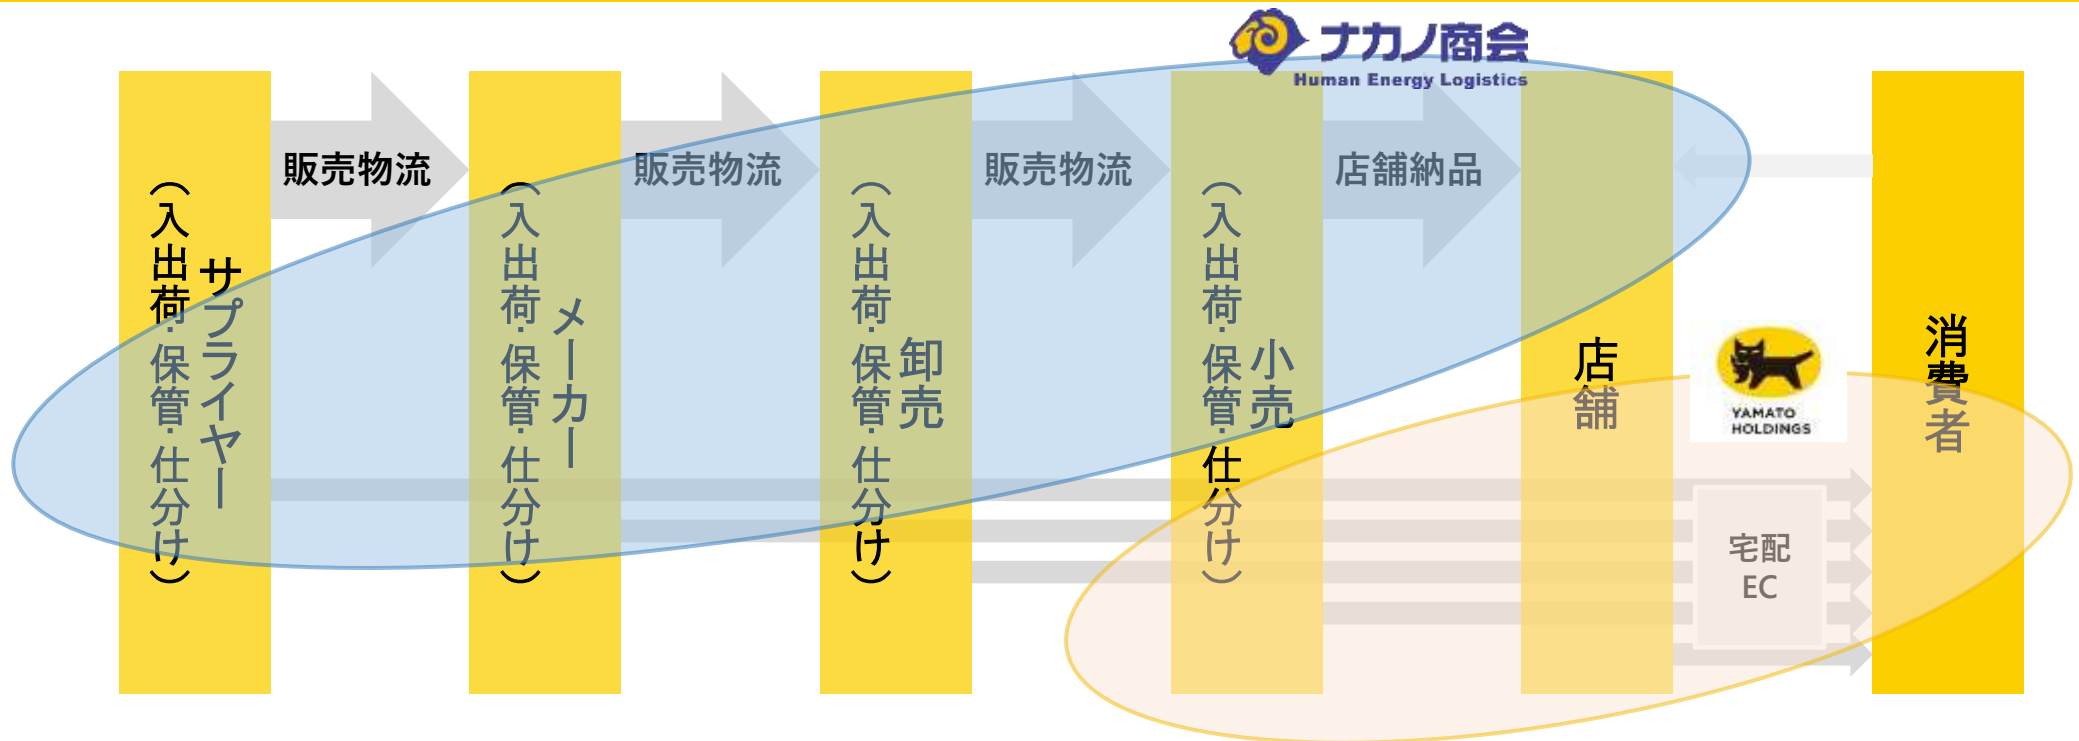 ナカノ商会
Human Energy Logistics
販売物流
販売物流
販売物流
店舗納品
サプライヤー
（入出荷・保管・仕分け）
メーカー
（入出荷・保管・仕分け）
卸売
（入出荷・保管・仕分け）
小売
（入出荷・保管・仕分け）
店舗
YAMATO
HOLDINGS
消費者
宅配
EC